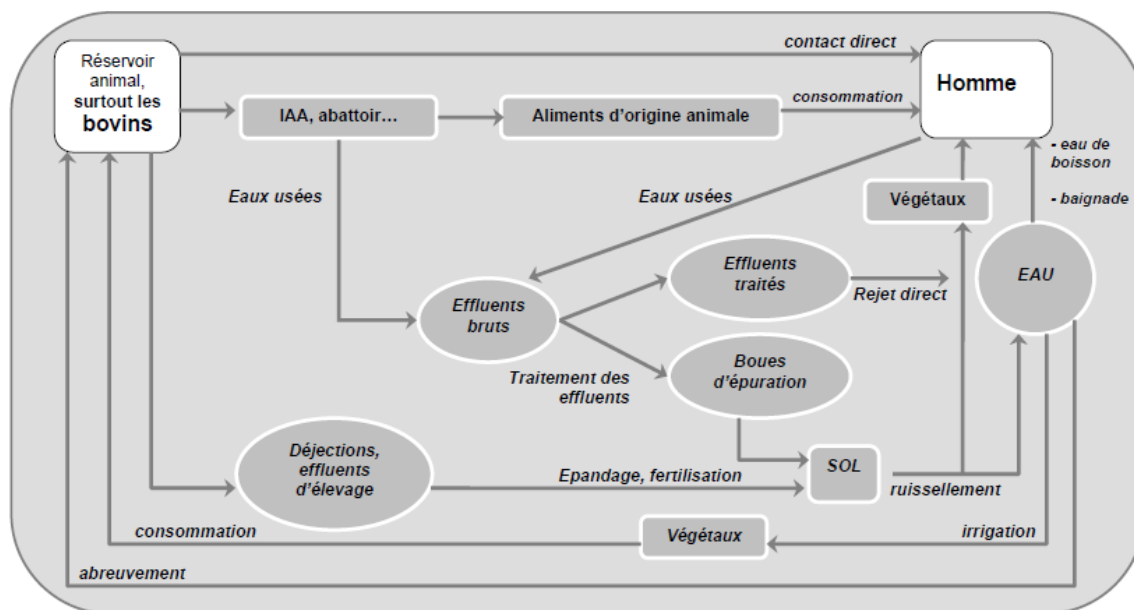 Réservoir
animal,
surtout les
bovins
contact direct
Homme
IAA, abattoir…
Aliments d'origine animale
consommation
- eau de
boisson
- baignade
Eaux usées
Eaux usées
Végétaux
Effluents
traités
Rejet direct
EAU
Effluents
bruts
Boues
d'épuration
Traitement des
effluents
Déjections,
effluents
d'élevage
Epandage, fertilisation
SOL
ruissellement
consommation
Végétaux
irrigation
abreuvement